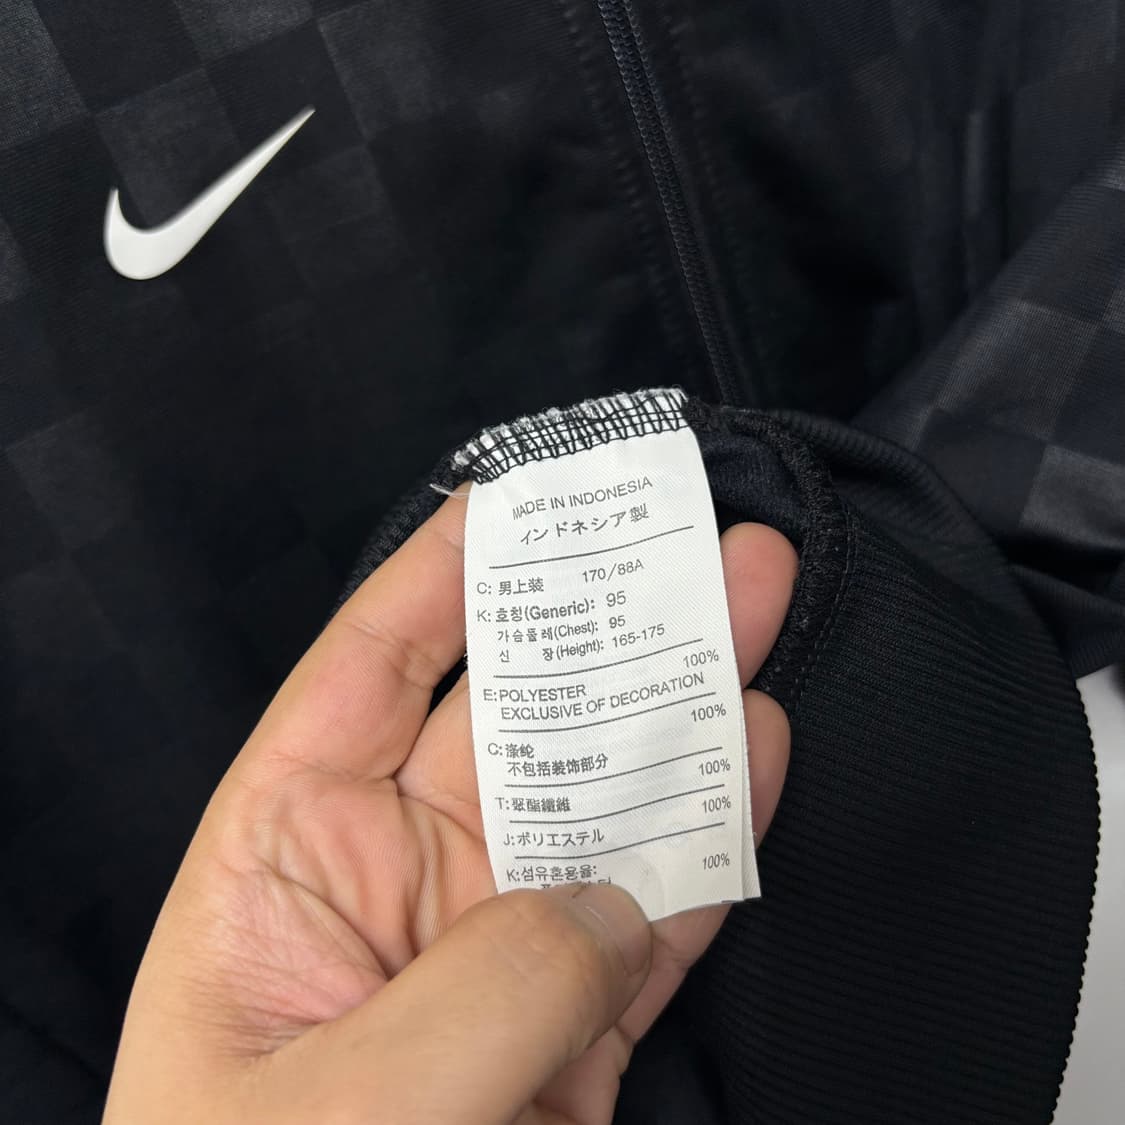 MADE IN INDONESIA
インドネシア製
C: 男上装 170/88A
K: 호칭(Generic): 95
가슴둘레(Chest): 95
신 장(Height): 165-175
100%
E: POLYESTER
EXCLUSIVE OF DECORATION
100%
C: 涤纶
不包括装饰部分
100%
T: 聚酯纖維
100%
J: ポリエステル
100%
K: 섬유혼용율: